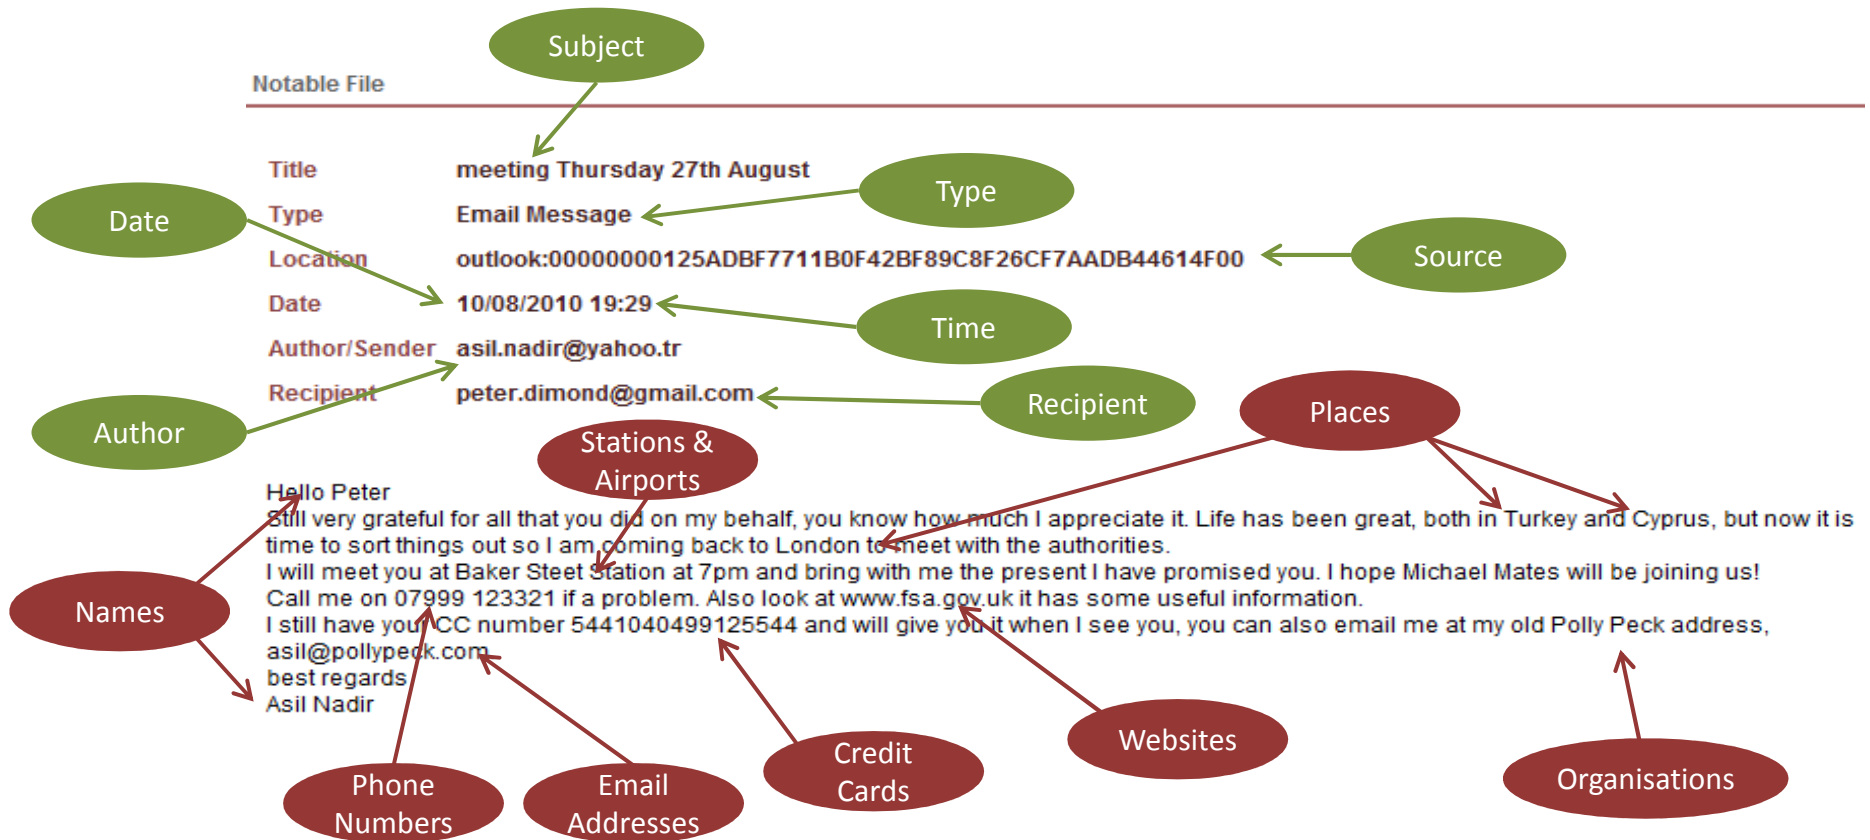 Subject
Notable File
Title meeting Thursday 27th August
Type
Date
Type Email Message
Location outlook:00000000125ADBF7711B0F42BF89C8F26CF7AADB44614F00
Source
Date 10/08/2010 19:29
Time
Author/Sender asil.nadir@yahoo.tr
Recipient peter.dimond@gmail.com
Recipient
Places
Author
Stations &
Airports
Hello Peter
Still very grateful for all that you did on my behalf, you know how much I appreciate it. Life has been great, both in Turkey and Cyprus, but now it is
time to sort things out so I am coming back to London to meet with the authorities.
I will meet you at Baker Steet Station at 7pm and bring with me the present I have promised you. I hope Michael Mates will be joining us!
Call me on 07999 123321 if a problem. Also look at www.fsa.gov.uk it has some useful information.
I still have your CC number 5441040499125544 and will give you it when I see you, you can also email me at my old Polly Peck address,
asil@pollypeck.com
best regards
Asil Nadir
Names
Phone
Numbers
Email
Addresses
Credit
Cards
Websites
Organisations